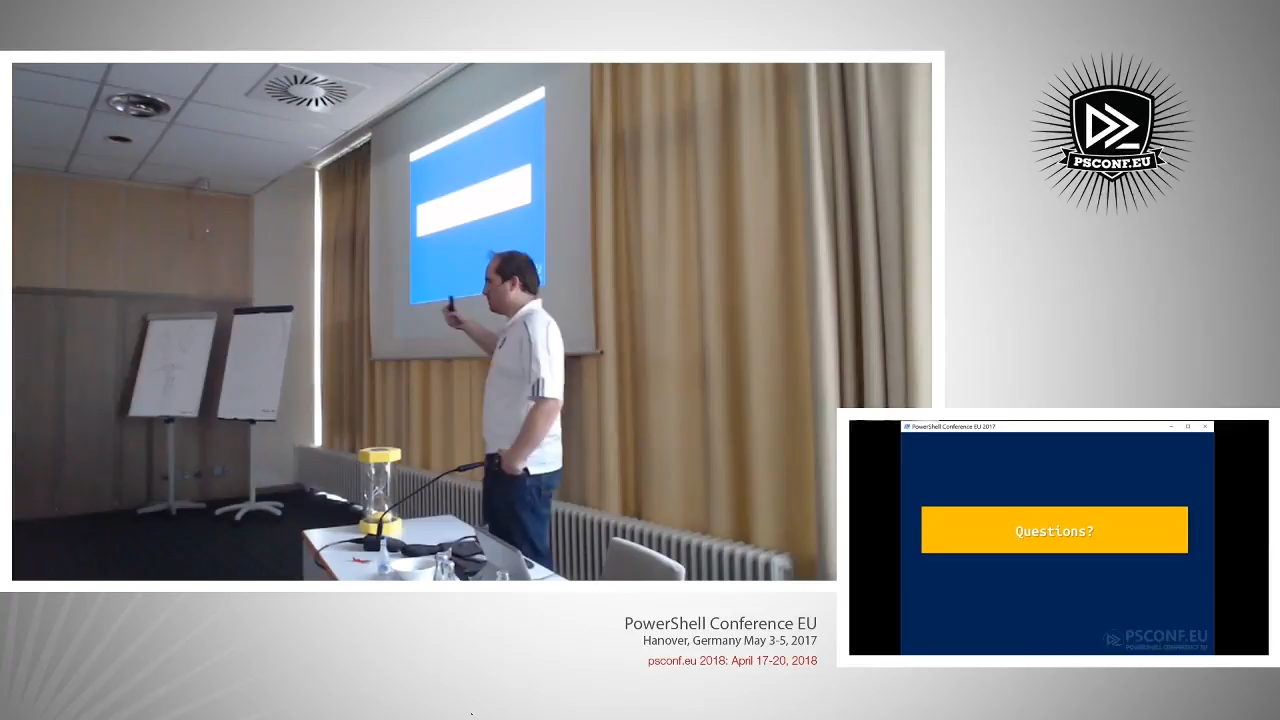 PSCONF.EU
PowerShell Conference EU 2017
Questions?
PSCONF.EU
POWERSHELL CONFERENCE EU
PowerShell Conference EU
Hanover, Germany May 3-5, 2017
psconf.eu 2018: April 17-20, 2018